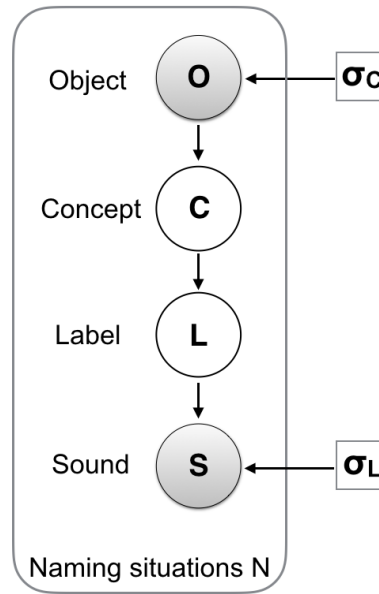 Object O σC
Concept C
Label L
Sound S σL
Naming situations N